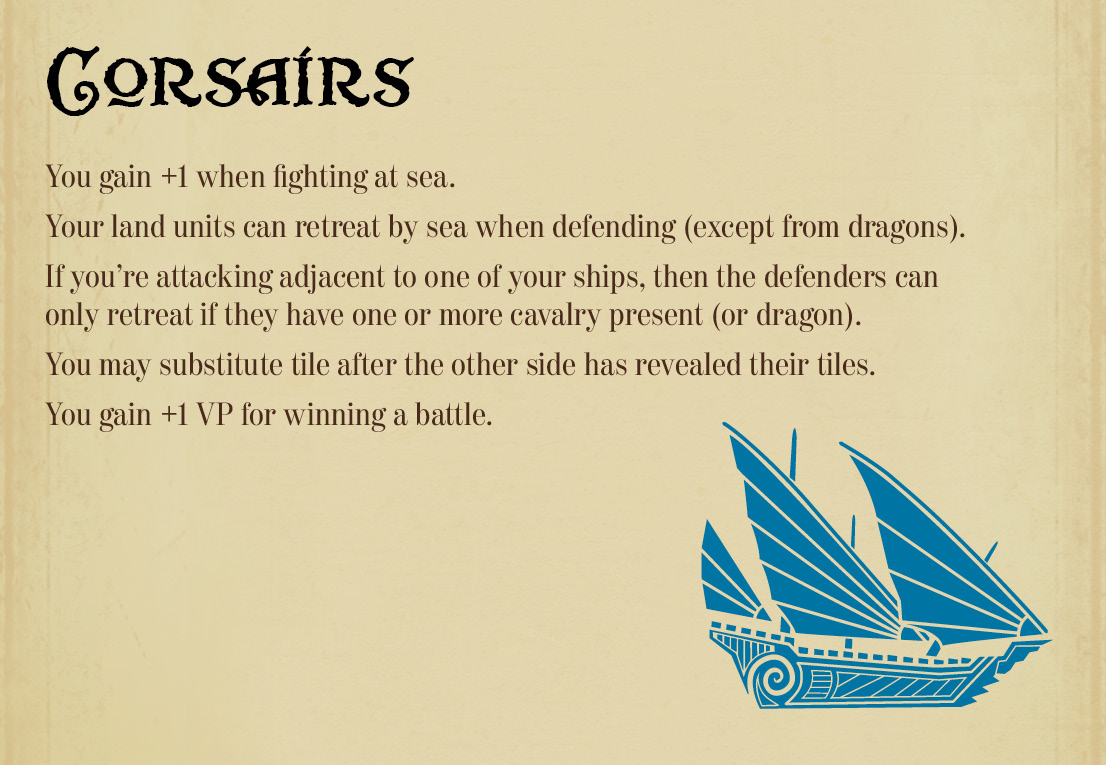 Corsairs
You gain +1 when fighting at sea.
Your land units can retreat by sea when defending (except from dragons).
If you’re attacking adjacent to one of your ships, then the defenders can
only retreat if they have one or more cavalry present (or dragon).
You may substitute tile after the other side has revealed their tiles.
You gain +1 VP for winning a battle.